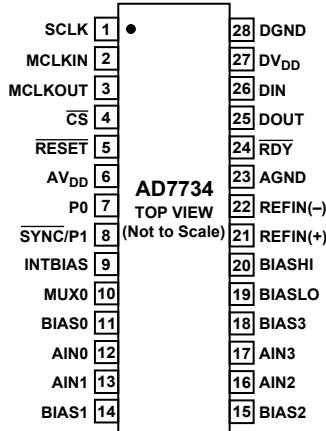 SCLK 1
MCLKIN 2
MCLKOUT 3
CS 4
RESET 5
AVDD 6
P0 7
SYNC/P1 8
INTBIAS 9
MUX0 10
BIAS0 11
AIN0 12
AIN1 13
BIAS1 14
AD7734
TOP VIEW
(Not to Scale)
28 DGND
27 DVDD
26 DIN
25 DOUT
24 RDY
23 AGND
22 REFIN(–)
21 REFIN(+)
20 BIASHI
19 BIASLO
18 BIAS3
17 AIN3
16 AIN2
15 BIAS2